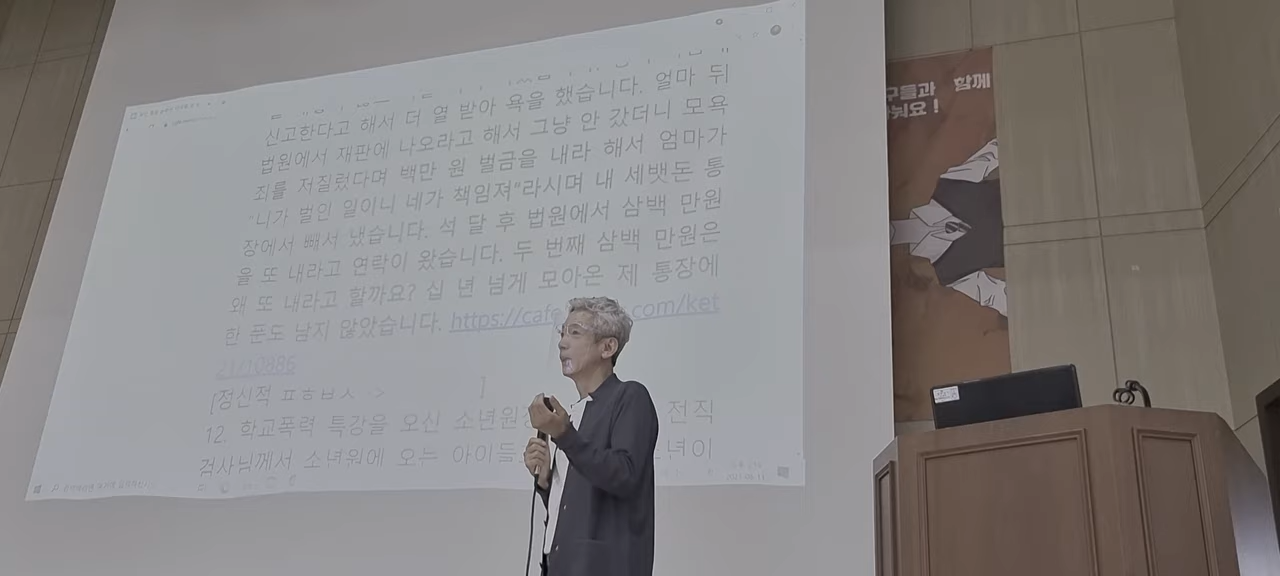 신고한다고 해서 더 열 받아 욕을 했습니다. 얼마 뒤
법원에서 재판에 나오라고 해서 그냥 안 갔더니 모욕
죄를 저질렀다며 백만 원 벌금을 내라 해서 엄마가
"니가 벌인 일이니 네가 책임져"라시며 내 세뱃돈 통
장에서 빼서 냈습니다. 석 달 후 법원에서 삼백 만원
을 또 내라고 연락이 왔습니다. 두 번째 삼백 만원은
왜 또 내라고 할까요? 십 년 넘게 모아온 제 통장에
한 푼도 남지 않았습니다. https://cafe com/ket
21/10886
[정신적 ㅍㅎㅂㅅ -> ]
12. 학교폭력 특강을 오신 소년원 전직
검사님께서 소년원에 오는 아이들 년이
구들과 함께
눠요!